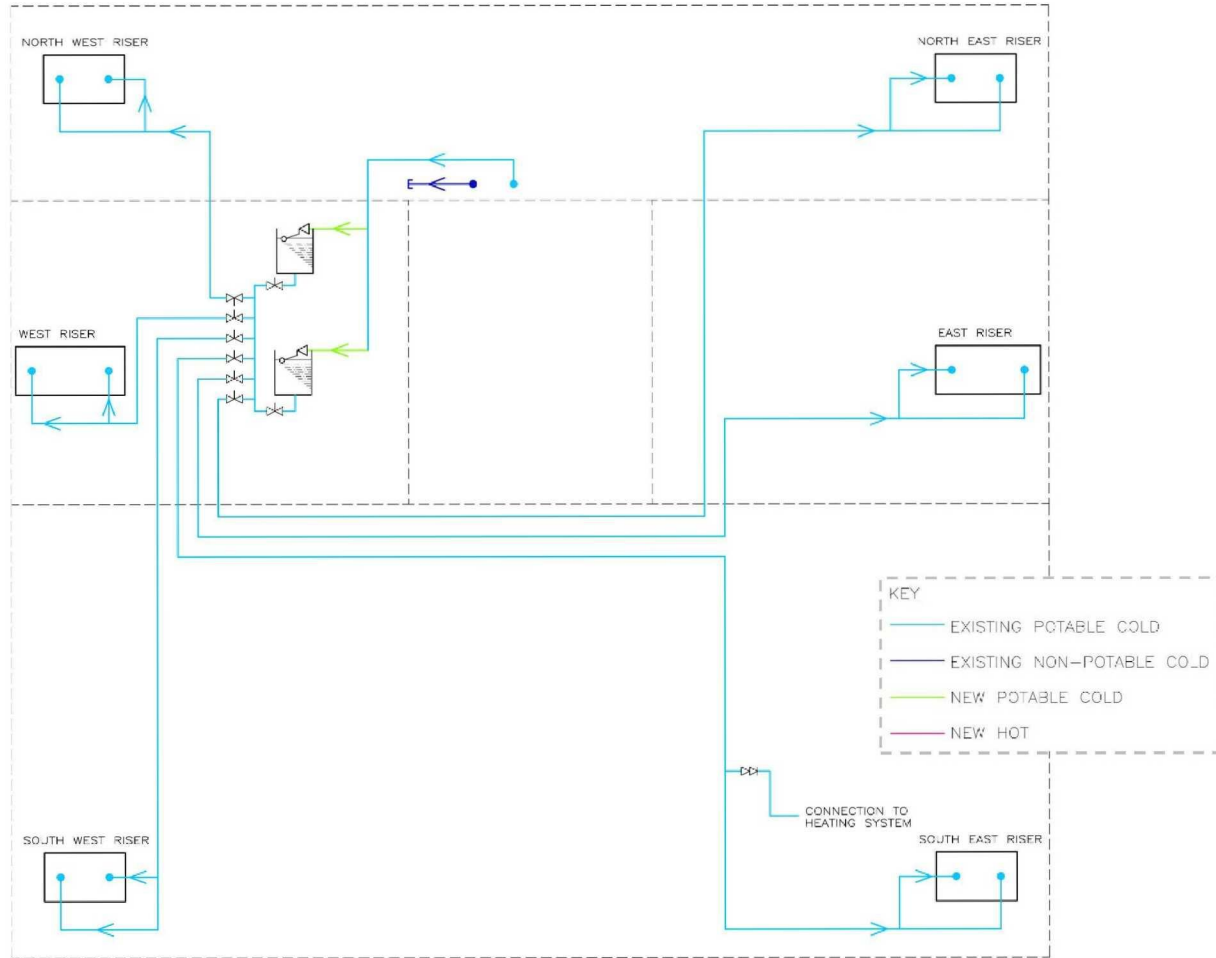 NORTH WEST RISER
NORTH EAST RISER
WEST RISER
EAST RISER
KEY
EXISTING POTABLE COLD
EXISTING NON-POTABLE COLD
NEW POTABLE COLD
NEW HOT
CONNECTION TO
HEATING SYSTEM
SOUTH WEST RISER
SOUTH EAST RISER